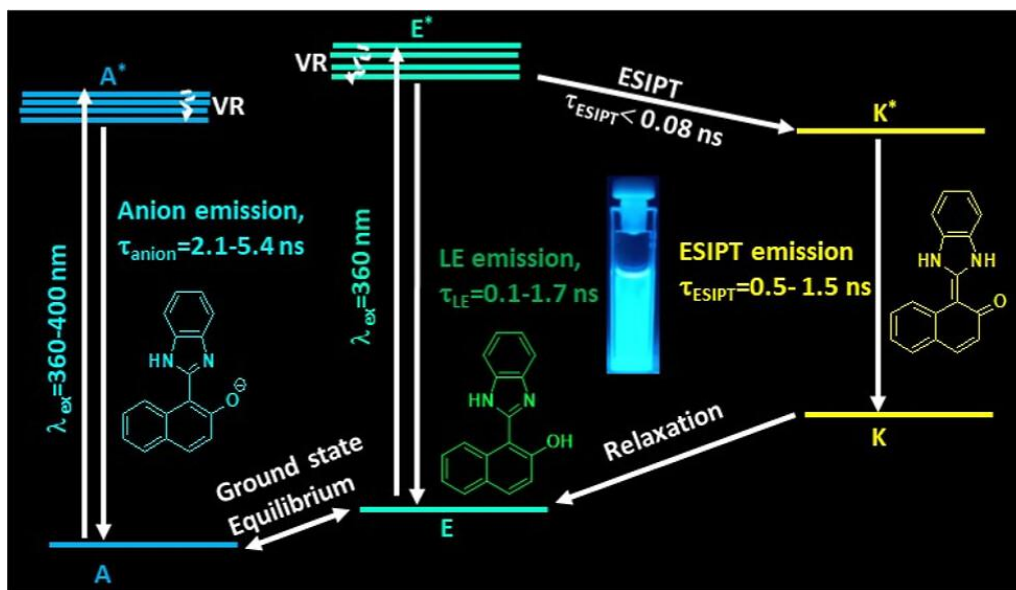 A*
VR
E*
VR
ESIPT
τESIPT< 0.08 ns
K*
Anion emission,
τanion=2.1-5.4 ns
λex=360-400 nm
HN
N
O⊖
λex=360 nm
LE emission,
τLE=0.1-1.7 ns
HN
N
OH
ESIPT emission
τESIPT=0.5- 1.5 ns
HN
NH
O
K
Relaxation
Ground state
Equilibrium
E
A